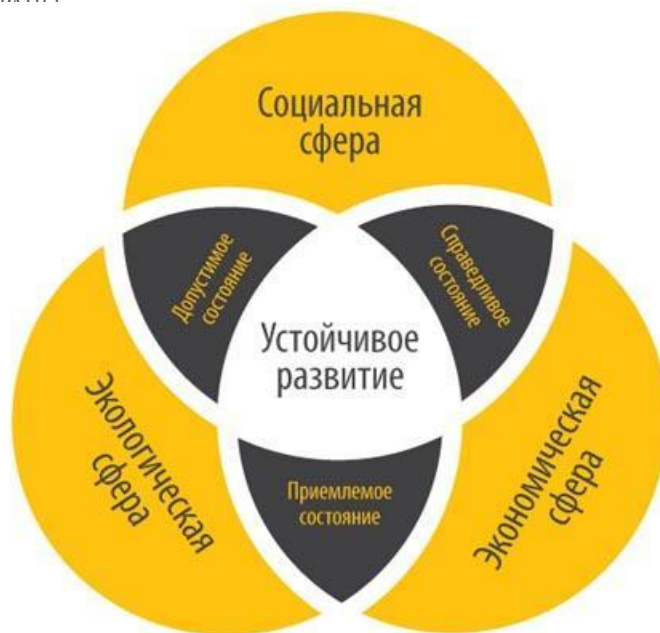 Социальная
сфера
Допустимое
состояние
Справедливое
состояние
Устойчивое
развитие
Экологическая
сфера
Экономическая
сфера
Приемлемое
состояние